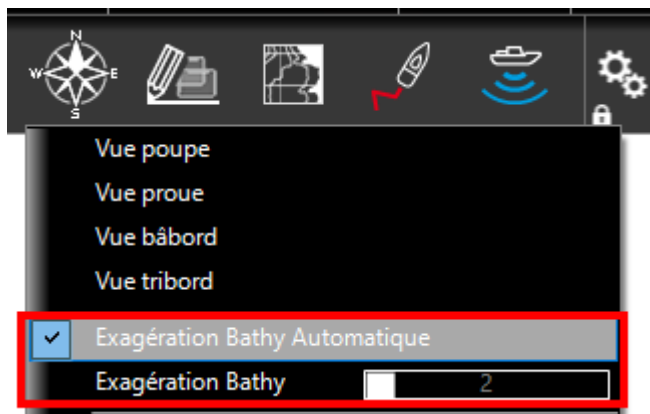 N
W E
S
Vue poupe
Vue proue
Vue bâbord
Vue tribord
Exagération Bathy Automatique
Exagération Bathy 2